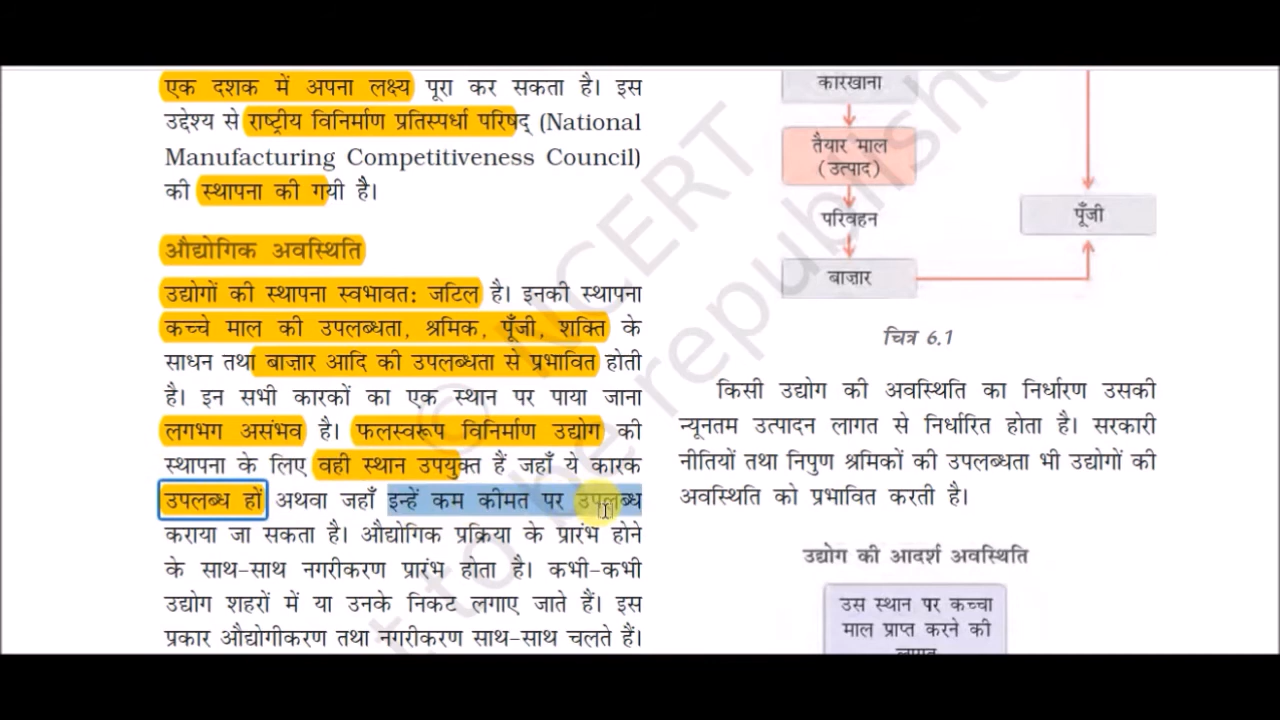 एक दशक में अपना लक्ष्य पूरा कर सकता है। इस
उद्देश्य से राष्ट्रीय विनिर्माण प्रतिस्पर्धा परिषद् (National
Manufacturing Competitiveness Council)
की स्थापना की गयी है।
औद्योगिक अवस्थिति
उद्योगों की स्थापना स्वभावत: जटिल है। इनकी स्थापना
कच्चे माल की उपलब्धता, श्रमिक, पूँजी, शक्ति के
साधन तथा बाज़ार आदि की उपलब्धता से प्रभावित होती
है। इन सभी कारकों का एक स्थान पर पाया जाना
लगभग असंभव है। फलस्वरूप विनिर्माण उद्योग की
स्थापना के लिए वही स्थान उपयुक्त हैं जहाँ ये कारक
उपलब्ध हों अथवा जहाँ इन्हें कम कीमत पर उपलब्ध
कराया जा सकता है। औद्योगिक प्रक्रिया के प्रारंभ होने
के साथ-साथ नगरीकरण प्रारंभ होता है। कभी-कभी
उद्योग शहरों में या उनके निकट लगाए जाते हैं। इस
प्रकार औद्योगीकरण तथा नगरीकरण साथ-साथ चलते हैं।
कारखाना
तैयार माल
(उत्पाद)
परिवहन
बाज़ार
पूँजी
चित्र 6.1
किसी उद्योग की अवस्थिति का निर्धारण उसकी
न्यूनतम उत्पादन लागत से निर्धारित होता है। सरकारी
नीतियों तथा निपुण श्रमिकों की उपलब्धता भी उद्योगों की
अवस्थिति को प्रभावित करती है।
उद्योग की आदर्श अवस्थिति
उस स्थान पर कच्चा
माल प्राप्त करने की
लागत
© NCERT
to be republished